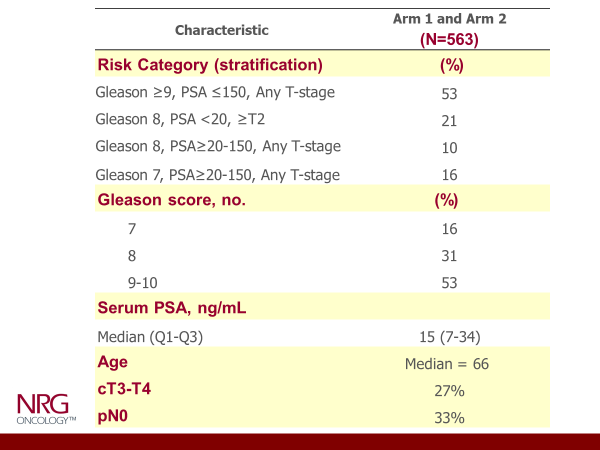 Characteristic
Arm 1 and Arm 2
(N=563)
Risk Category (stratification) (%)
Gleason ≥9, PSA ≤150, Any T-stage 53
Gleason 8, PSA <20, ≥T2 21
Gleason 8, PSA≥20-150, Any T-stage 10
Gleason 7, PSA≥20-150, Any T-stage 16
Gleason score, no. (%)
7 16
8 31
9-10 53
Serum PSA, ng/mL
Median (Q1-Q3) 15 (7-34)
Age Median = 66
cT3-T4 27%
pN0 33%
NRG
ONCOLOGY™